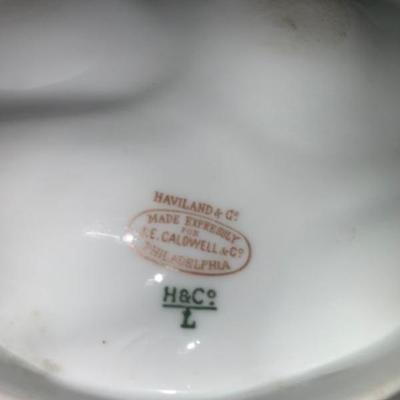 HAVILAND & Co
MADE EXPRESSLY
FOR
J.E. CALDWELL & Co
PHILADELPHIA
H&Co
L